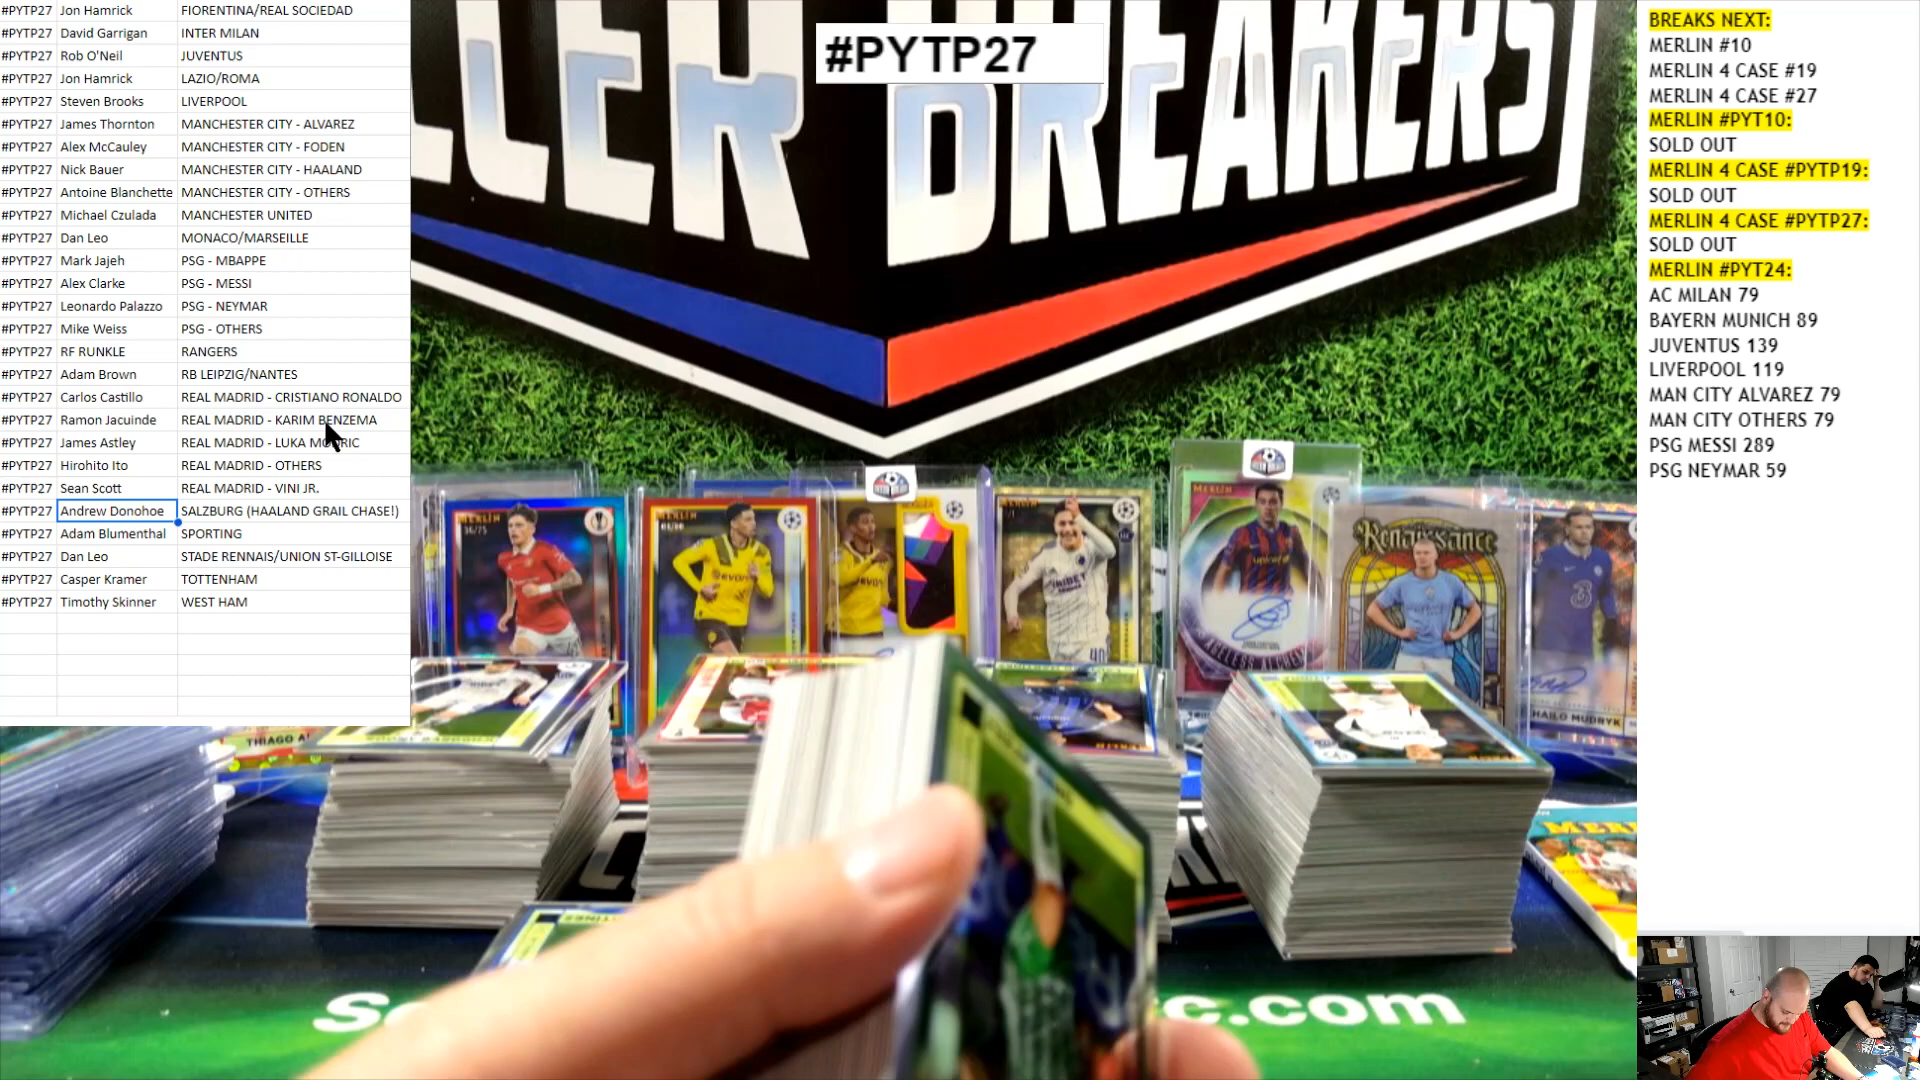 #PYTP27 Jon Hamrick FIORENTINA/REAL SOCIEDAD
#PYTP27 David Garrigan INTER MILAN
#PYTP27 Rob O'Neil JUVENTUS
#PYTP27 Jon Hamrick LAZIO/ROMA
#PYTP27 Steven Brooks LIVERPOOL
#PYTP27 James Thornton MANCHESTER CITY - ALVAREZ
#PYTP27 Alex McCauley MANCHESTER CITY - FODEN
#PYTP27 Nick Bauer MANCHESTER CITY - HAALAND
#PYTP27 Antoine Blanchette MANCHESTER CITY - OTHERS
#PYTP27 Michael Czulada MANCHESTER UNITED
#PYTP27 Dan Leo MONACO/MARSEILLE
#PYTP27 Mark Jajeh PSG - MBAPPE
#PYTP27 Alex Clarke PSG - MESSI
#PYTP27 Leonardo Palazzo PSG - NEYMAR
#PYTP27 Mike Weiss PSG - OTHERS
#PYTP27 RF RUNKLE RANGERS
#PYTP27 Adam Brown RB LEIPZIG/NANTES
#PYTP27 Carlos Castillo REAL MADRID - CRISTIANO RONALDO
#PYTP27 Ramon Jacuinde REAL MADRID - KARIM BENZEMA
#PYTP27 James Astley REAL MADRID - LUKA MODRIC
#PYTP27 Hirohito Ito REAL MADRID - OTHERS
#PYTP27 Sean Scott REAL MADRID - VINI JR.
#PYTP27 Andrew Donohoe SALZBURG (HAALAND GRAIL CHASE!)
#PYTP27 Adam Blumenthal SPORTING
#PYTP27 Dan Leo STADE RENNAIS/UNION ST-GILLOISE
#PYTP27 Casper Kramer TOTTENHAM
#PYTP27 Timothy Skinner WEST HAM
#PYTP27
BREAKERS
MERLIN
36/75
MERLIN
MERLIN
MERLIN
Renaissance
THIAGO
c.com
BREAKS NEXT:
MERLIN #10
MERLIN 4 CASE #19
MERLIN 4 CASE #27
MERLIN #PYT10:
SOLD OUT
MERLIN 4 CASE #PYTP19:
SOLD OUT
MERLIN 4 CASE #PYTP27:
SOLD OUT
MERLIN #PYT24:
AC MILAN 79
BAYERN MUNICH 89
JUVENTUS 139
LIVERPOOL 119
MAN CITY ALVAREZ 79
MAN CITY OTHERS 79
PSG MESSI 289
PSG NEYMAR 59